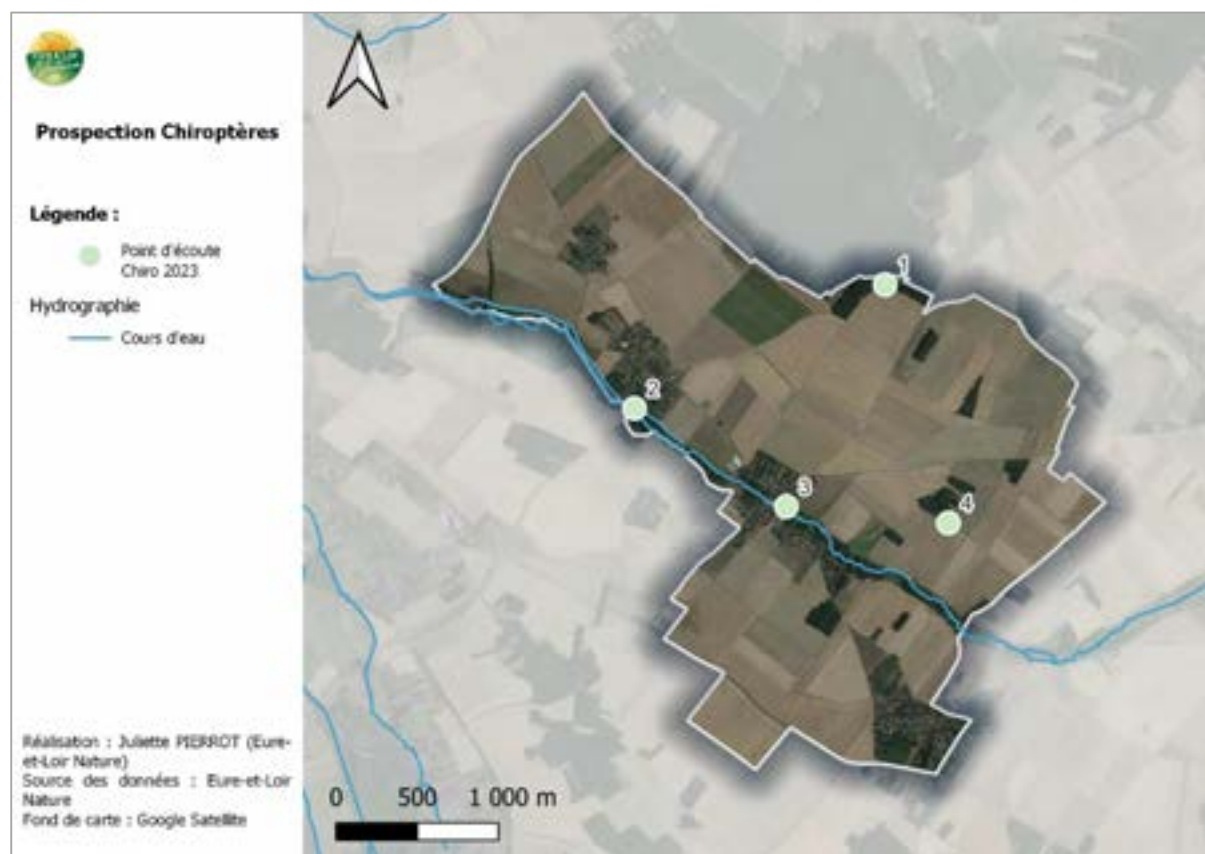 Prospection Chiroptères
Légende :
Point d'écoute
Chiro 2023
Hydrographie
Cours d'eau
Réalisation : Juliette PIERROT (Eure-
et-Loir Nature)
Source des données : Eure-et-Loir
Nature
Fond de carte : Google Satellite
1
2
3
4
0 500 1 000 m